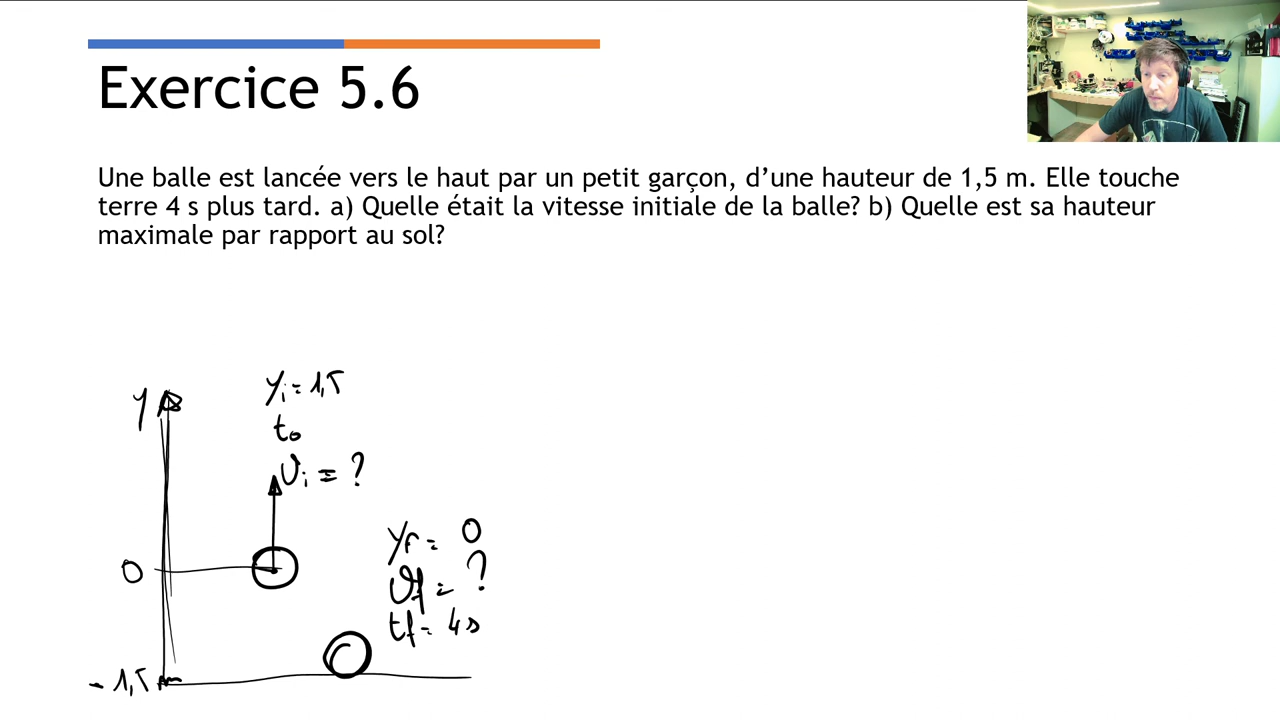 Exercice 5.6
Une balle est lancée vers le haut par un petit garçon, d’une hauteur de 1,5 m. Elle touche
terre 4 s plus tard. a) Quelle était la vitesse initiale de la balle? b) Quelle est sa hauteur
maximale par rapport au sol?
y
yi = 1,5
to
vi = ?
yf = 0
0
vf = ?
tf = 4s
- 1,5 m